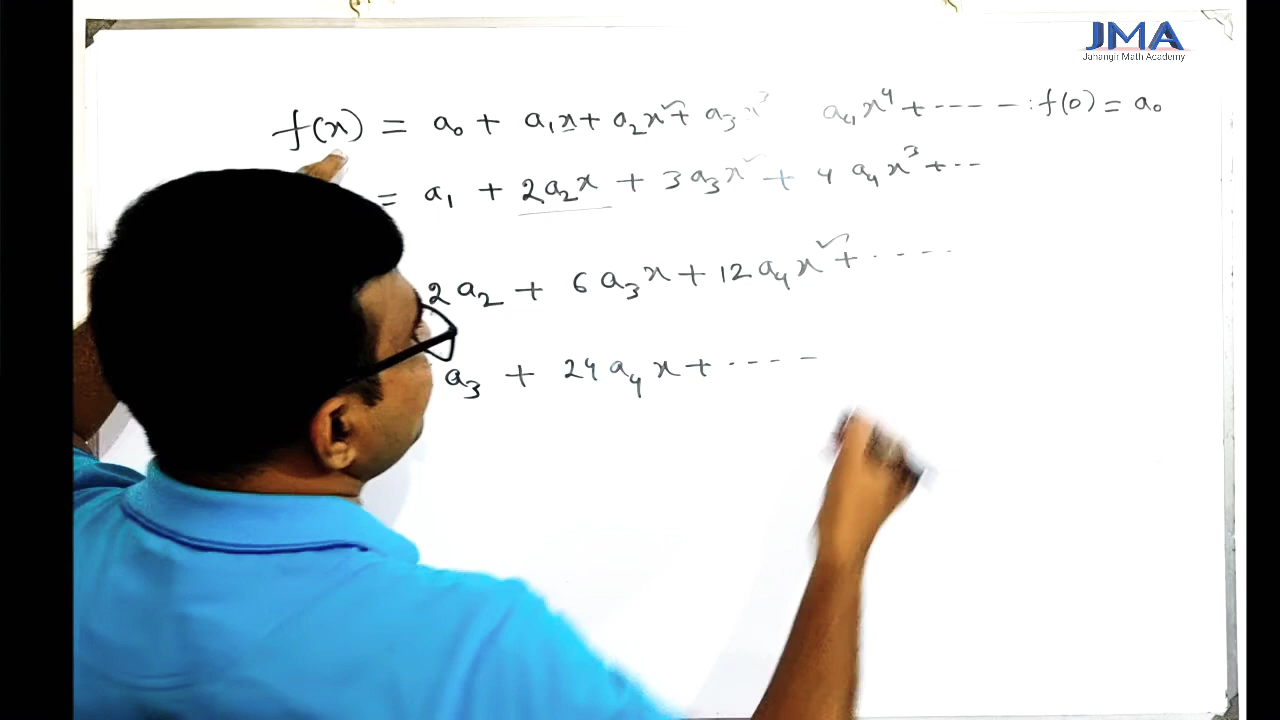 JMA
Jahangir Math Academy
f(x) = a₀ + a₁x + a₂x² + a₃x³ a₄x⁴ + ---- - : f(0) = a₀
= a₁ + 2a₂x + 3a₃x² + 4a₄x³ + --
2a₂ + 6a₃x + 12a₄x² + ----
a₃ + 24a₄x + ----